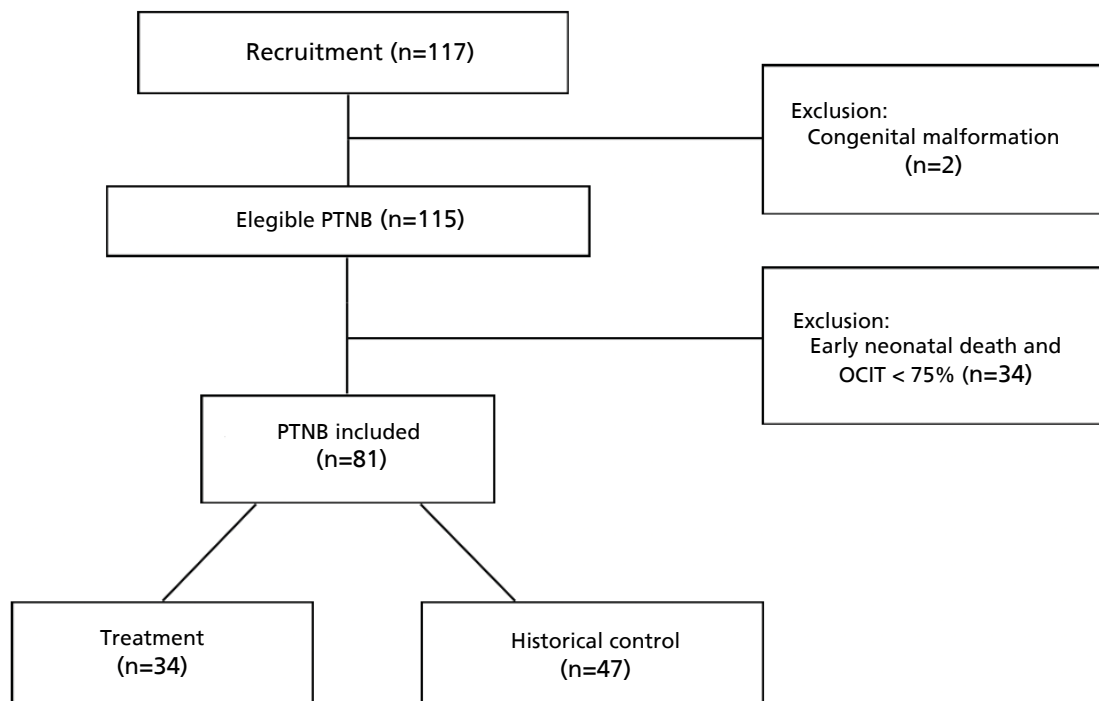 Recruitment (n=117)
Exclusion:
Congenital malformation
(n=2)
Elegible PTNB (n=115)
Exclusion:
Early neonatal death and
OCIT < 75% (n=34)
PTNB included
(n=81)
Treatment
(n=34)
Historical control
(n=47)